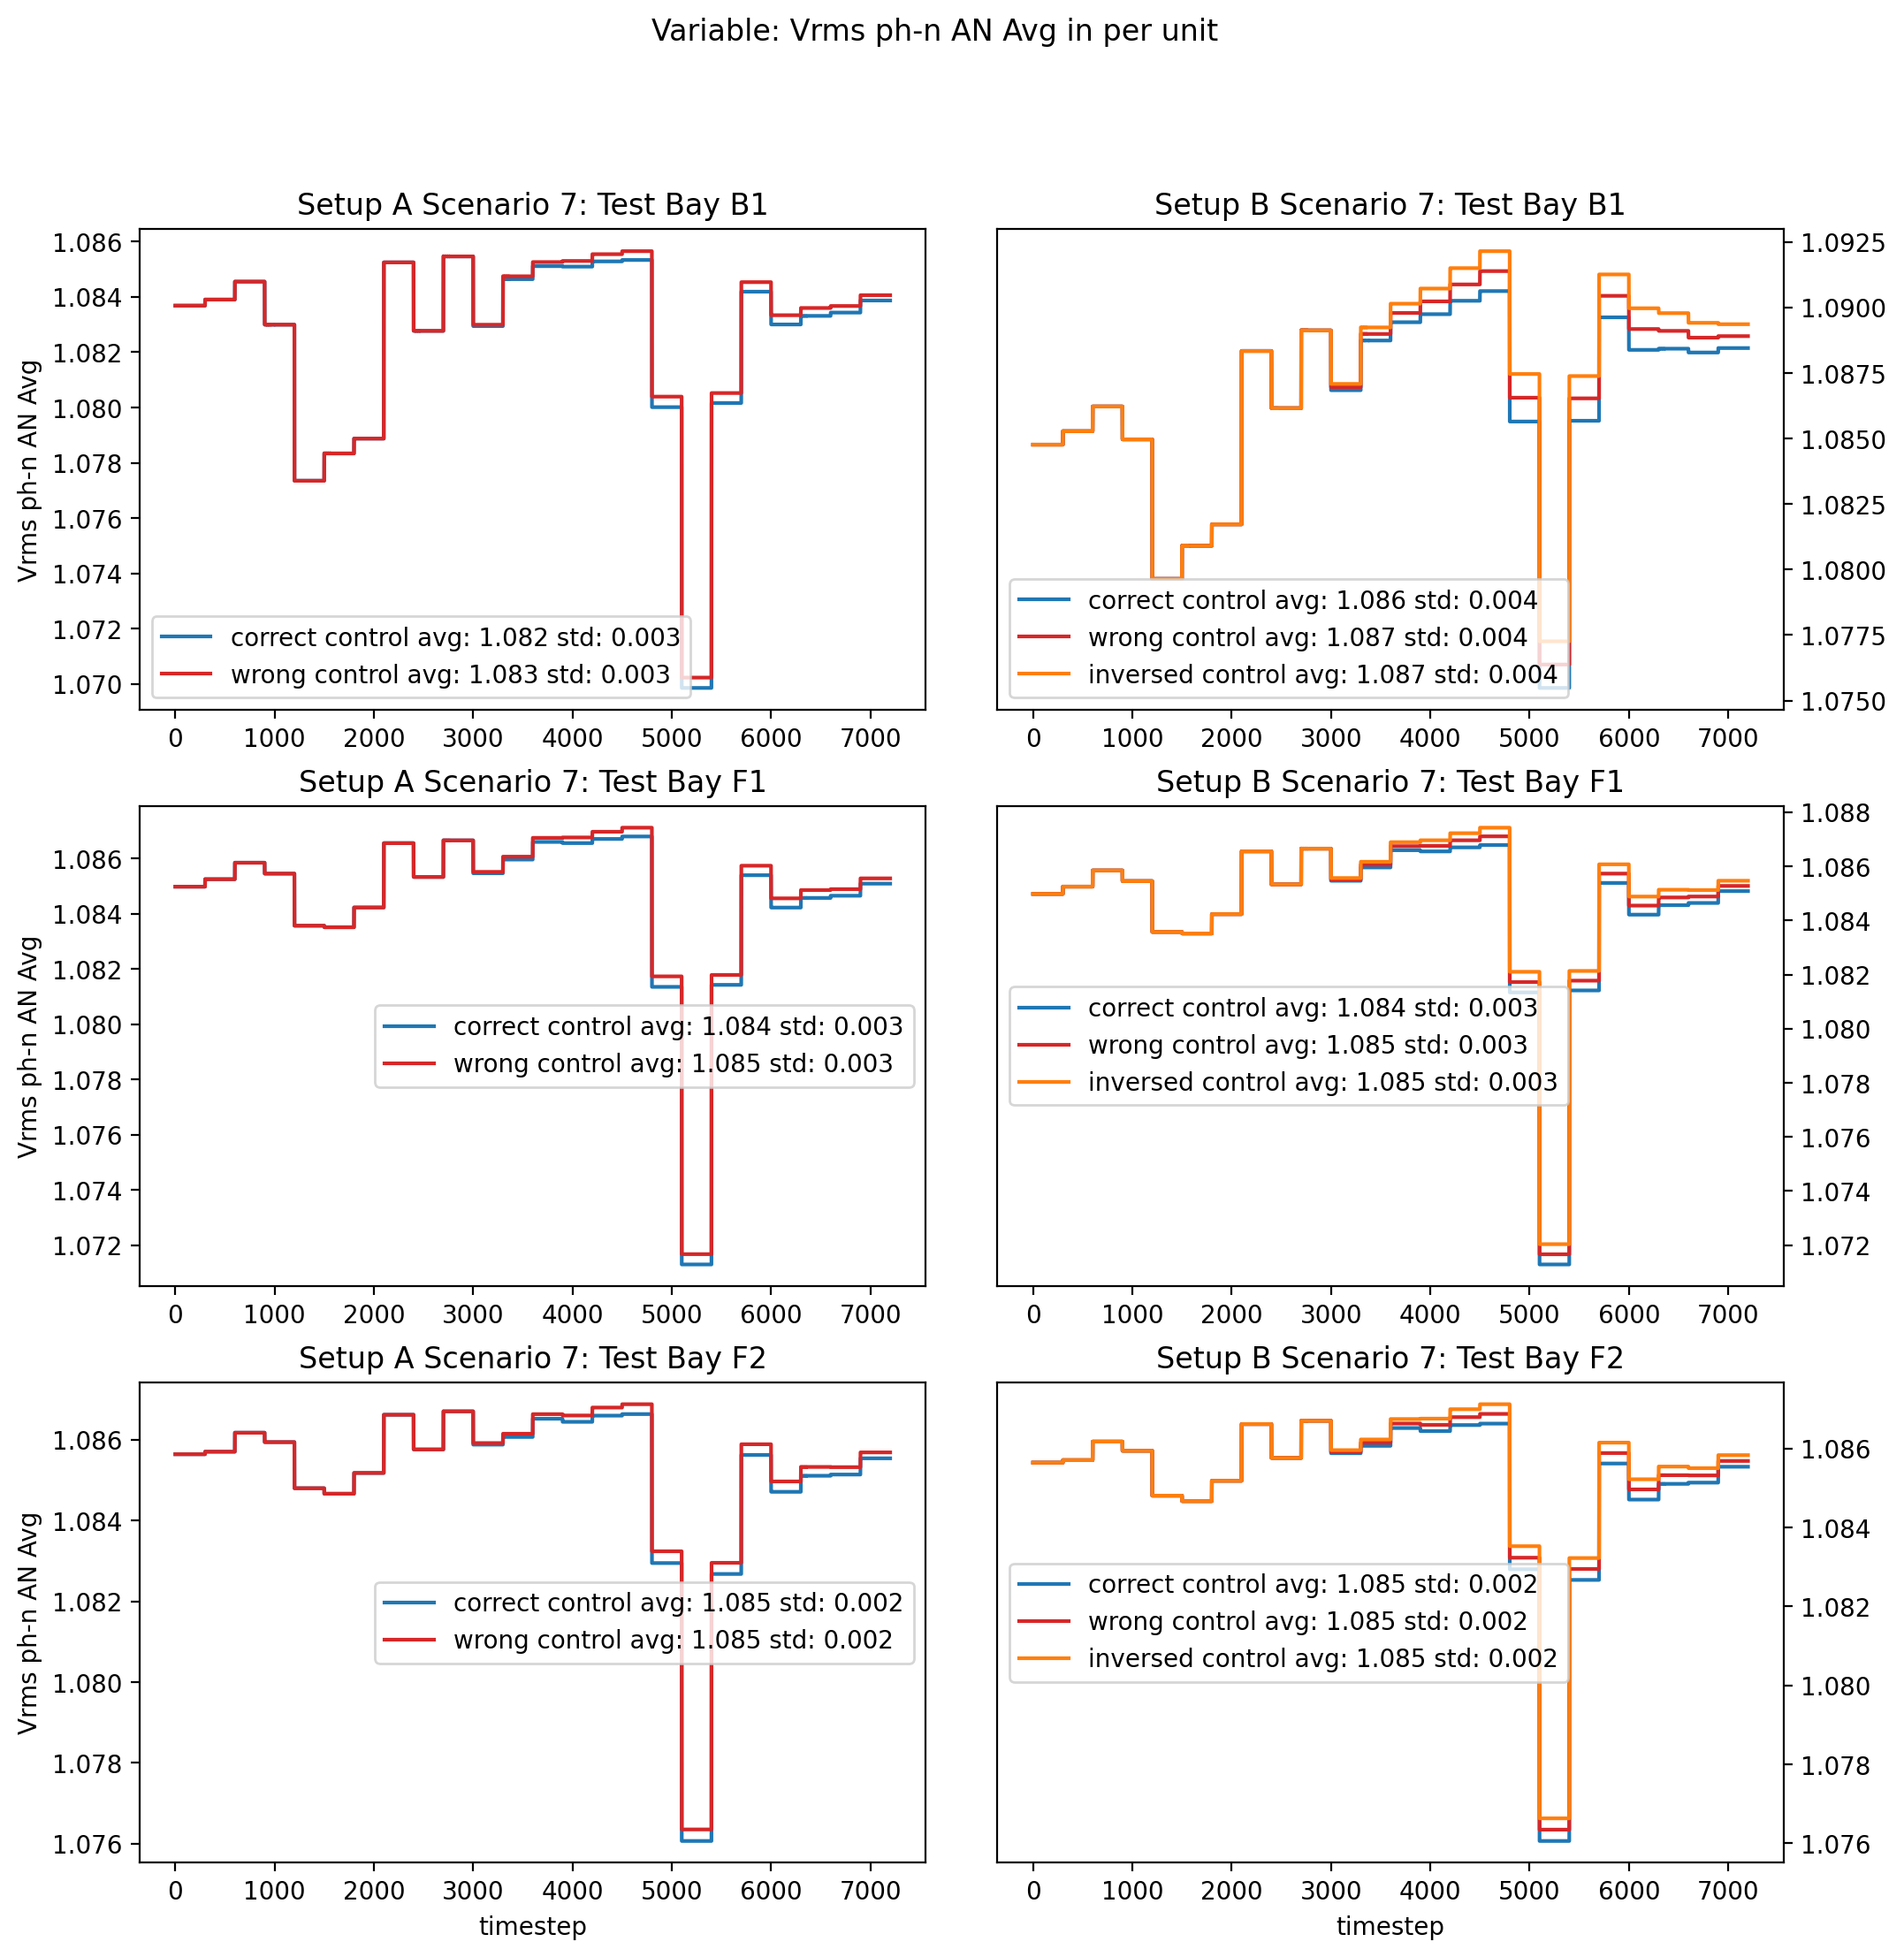 Variable: Vrms ph-n AN Avg in per unit
Setup A Scenario 7: Test Bay B1
Vrms ph-n AN Avg
1.086
1.084
1.082
1.080
1.078
1.076
1.074
1.072
1.070
correct control avg: 1.082 std: 0.003
wrong control avg: 1.083 std: 0.003
0 1000 2000 3000 4000 5000 6000 7000
Setup B Scenario 7: Test Bay B1
1.0925
1.0900
1.0875
1.0850
1.0825
1.0800
1.0775
1.0750
correct control avg: 1.086 std: 0.004
wrong control avg: 1.087 std: 0.004
inversed control avg: 1.087 std: 0.004
0 1000 2000 3000 4000 5000 6000 7000
Setup A Scenario 7: Test Bay F1
Vrms ph-n AN Avg
1.086
1.084
1.082
1.080
1.078
1.076
1.074
1.072
correct control avg: 1.084 std: 0.003
wrong control avg: 1.085 std: 0.003
0 1000 2000 3000 4000 5000 6000 7000
Setup B Scenario 7: Test Bay F1
1.088
1.086
1.084
1.082
1.080
1.078
1.076
1.074
1.072
correct control avg: 1.084 std: 0.003
wrong control avg: 1.085 std: 0.003
inversed control avg: 1.085 std: 0.003
0 1000 2000 3000 4000 5000 6000 7000
Setup A Scenario 7: Test Bay F2
Vrms ph-n AN Avg
1.086
1.084
1.082
1.080
1.078
1.076
correct control avg: 1.085 std: 0.002
wrong control avg: 1.085 std: 0.002
0 1000 2000 3000 4000 5000 6000 7000
timestep
Setup B Scenario 7: Test Bay F2
1.086
1.084
1.082
1.080
1.078
1.076
correct control avg: 1.085 std: 0.002
wrong control avg: 1.085 std: 0.002
inversed control avg: 1.085 std: 0.002
0 1000 2000 3000 4000 5000 6000 7000
timestep